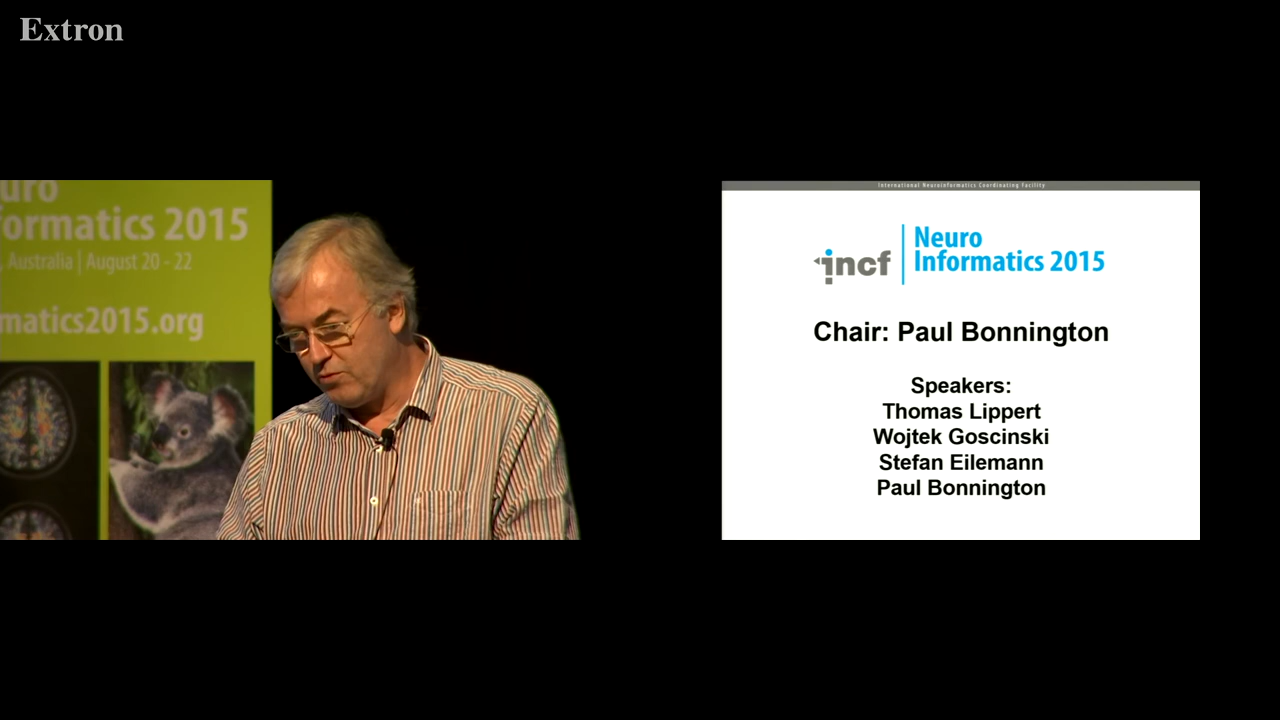 Extron
uro
formatics 2015
, Australia | August 20 - 22
matics2015.org
International Neuroinformatics Coordinating Facility
incf
Neuro
Informatics 2015
Chair: Paul Bonnington
Speakers:
Thomas Lippert
Wojtek Goscinski
Stefan Eilemann
Paul Bonnington